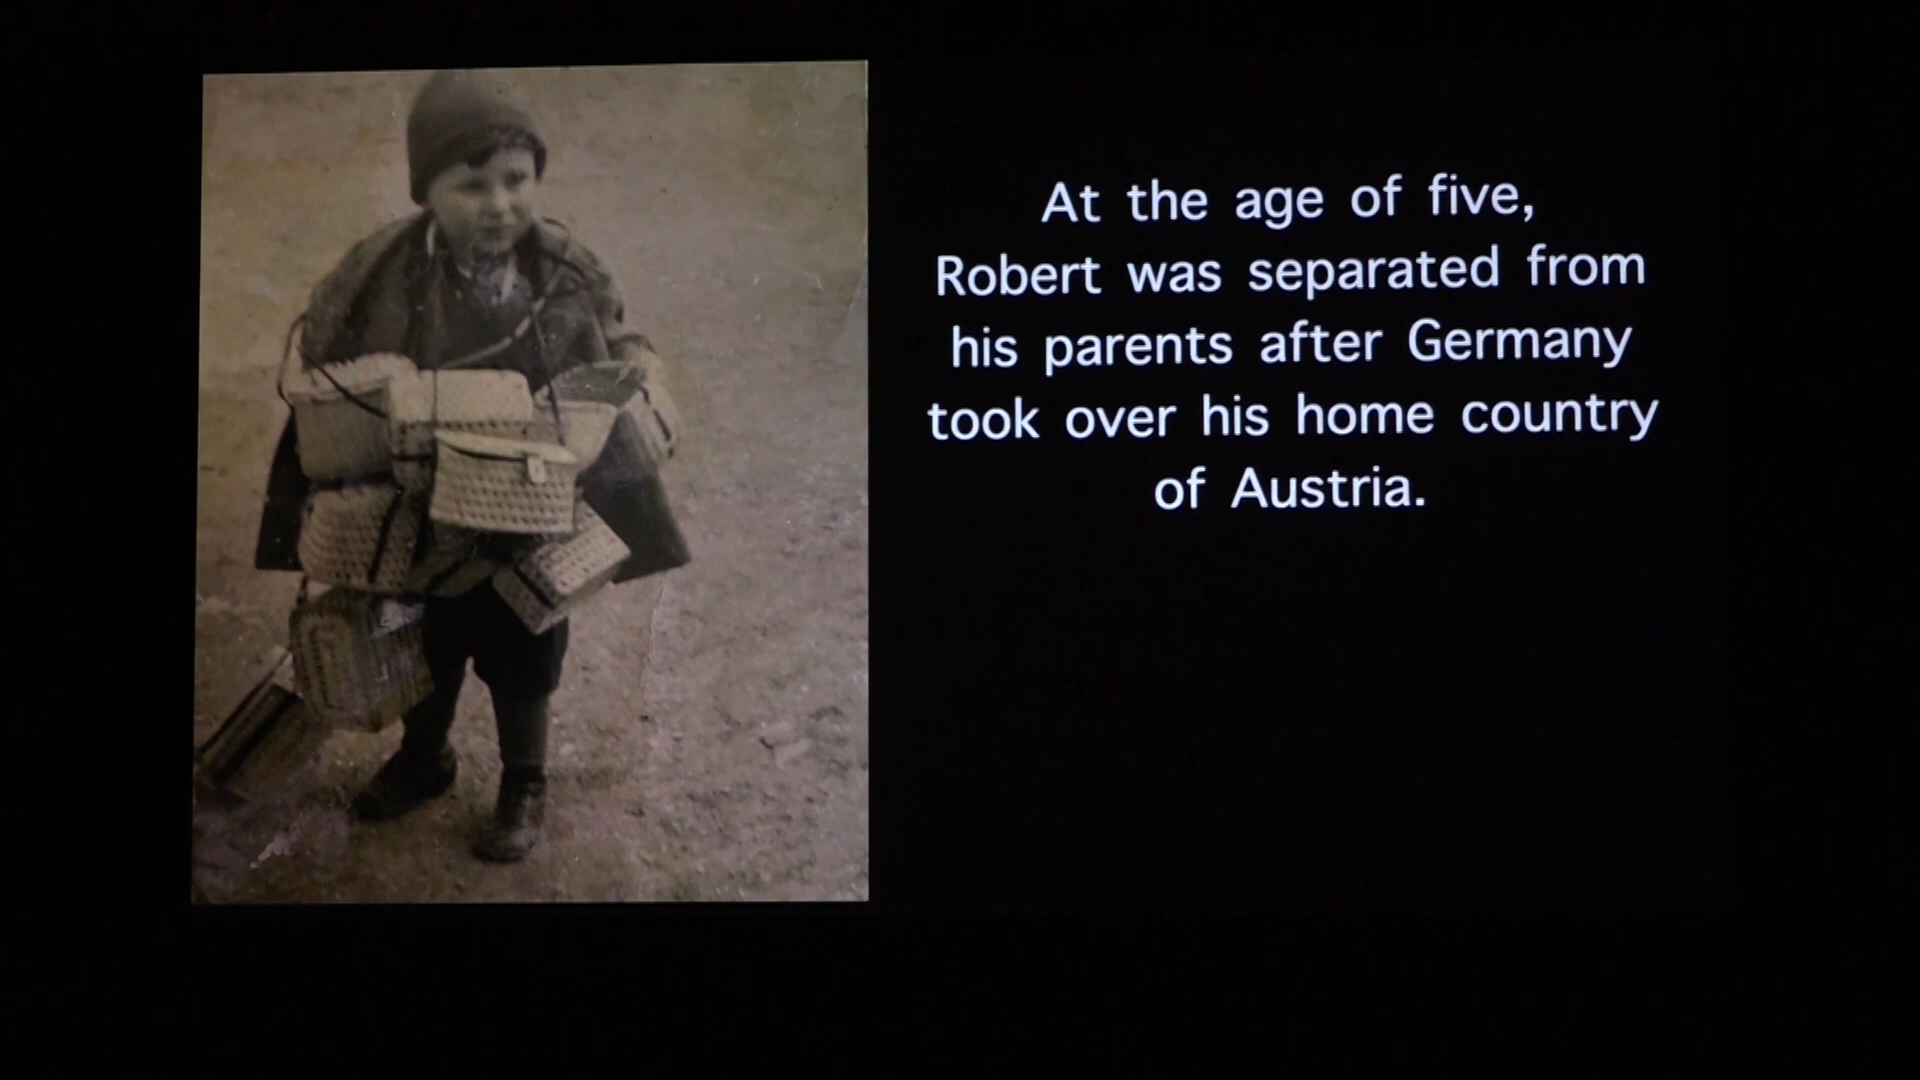 At the age of five,
Robert was separated from
his parents after Germany
took over his home country
of Austria.